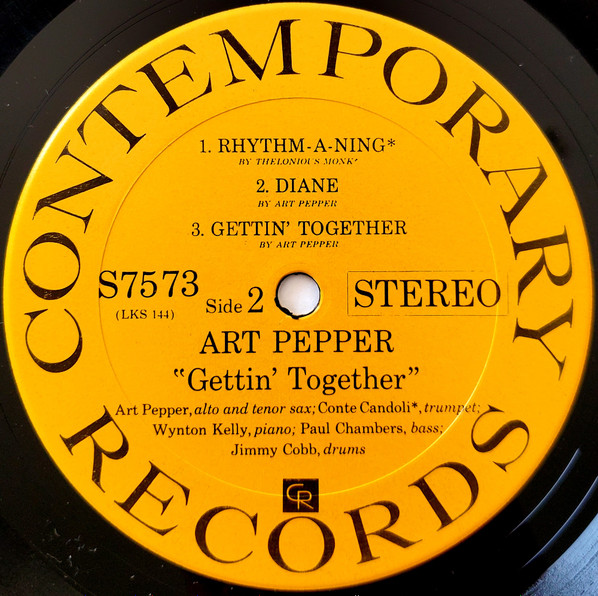 CONTEMPORARY
RECORDS
1. RHYTHM-A-NING*
BY THELONIOUS MONK*
2. DIANE
BY ART PEPPER
3. GETTIN' TOGETHER
BY ART PEPPER
S7573
(LKS 144)
Side 2
STEREO
ART PEPPER
"Gettin' Together"
Art Pepper, alto and tenor sax; Conte Candoli*, trumpet;
Wynton Kelly, piano; Paul Chambers, bass;
Jimmy Cobb, drums
CR